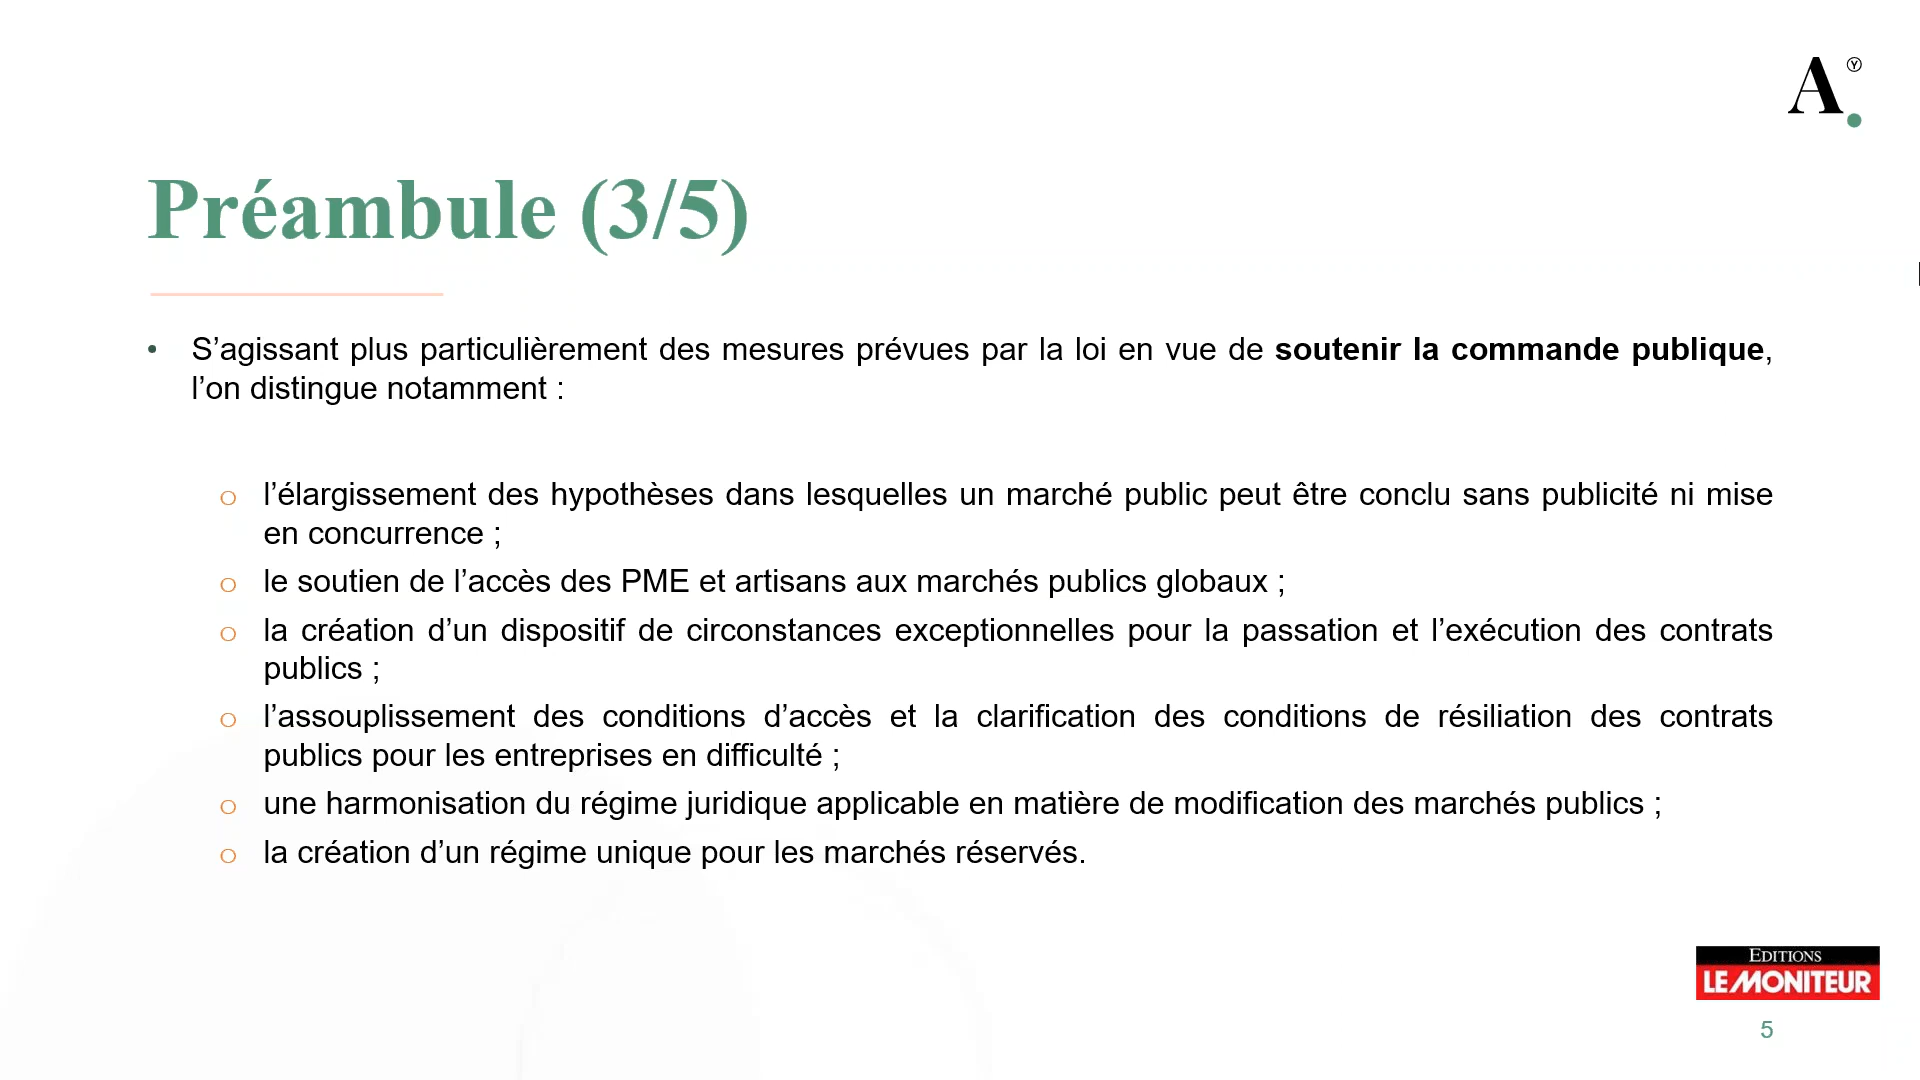 A.
Préambule (3/5)
• S’agissant plus particulièrement des mesures prévues par la loi en vue de soutenir la commande publique,
l’on distingue notamment :
o l’élargissement des hypothèses dans lesquelles un marché public peut être conclu sans publicité ni mise
en concurrence ;
o le soutien de l’accès des PME et artisans aux marchés publics globaux ;
o la création d’un dispositif de circonstances exceptionnelles pour la passation et l’exécution des contrats
publics ;
o l’assouplissement des conditions d’accès et la clarification des conditions de résiliation des contrats
publics pour les entreprises en difficulté ;
o une harmonisation du régime juridique applicable en matière de modification des marchés publics ;
o la création d’un régime unique pour les marchés réservés.
EDITIONS
LE MONITEUR
5